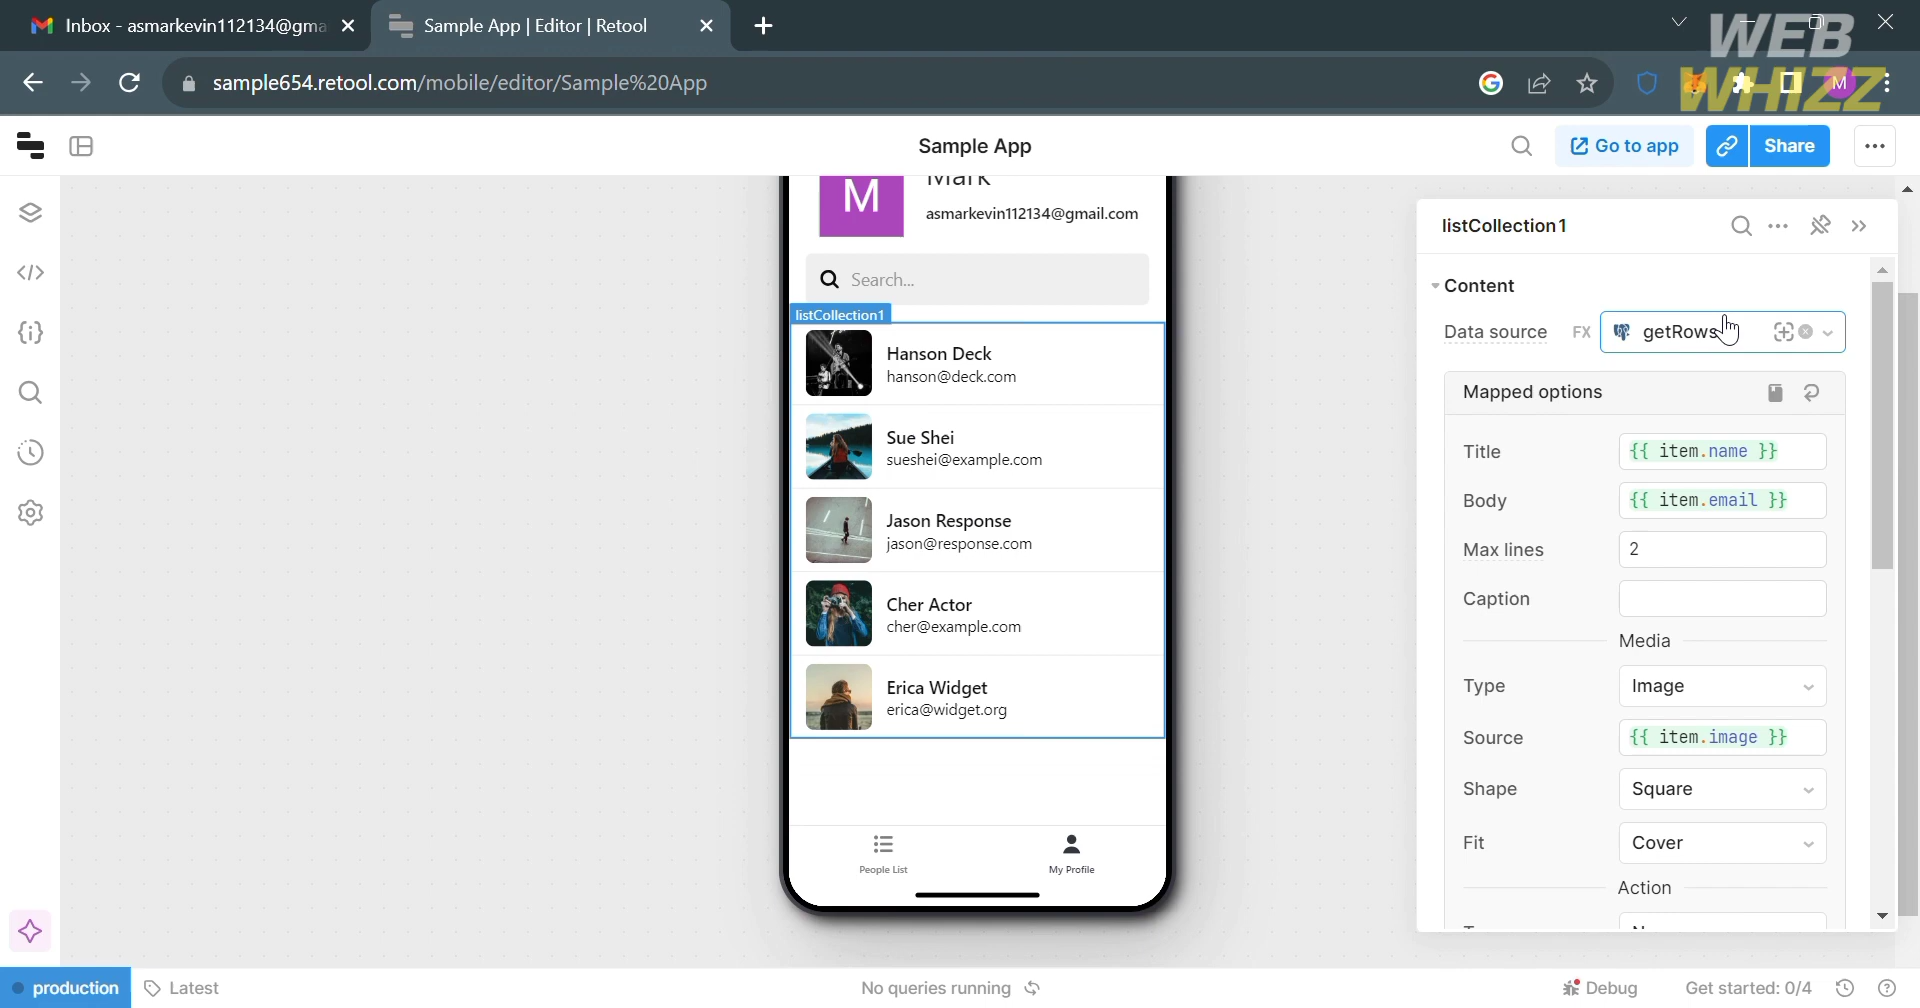 Inbox - asmarkevin112134@gma
Sample App | Editor | Retool
WEB
WHIZZ
sample654.retool.com/mobile/editor/Sample%20App
M
Sample App
Go to app
Share
M
Mark
asmarkevin112134@gmail.com
Search...
listCollection1
Hanson Deck
hanson@deck.com
Sue Shei
sueshei@example.com
Jason Response
jason@response.com
Cher Actor
cher@example.com
Erica Widget
erica@widget.org
People List
My Profile
listCollection1
Content
Data source
FX
getRows
Mapped options
Title
{{ item.name }}
Body
{{ item.email }}
Max lines
2
Caption
Media
Type
Image
Source
{{ item.image }}
Shape
Square
Fit
Cover
Action
production
Latest
No queries running
Debug
Get started: 0/4